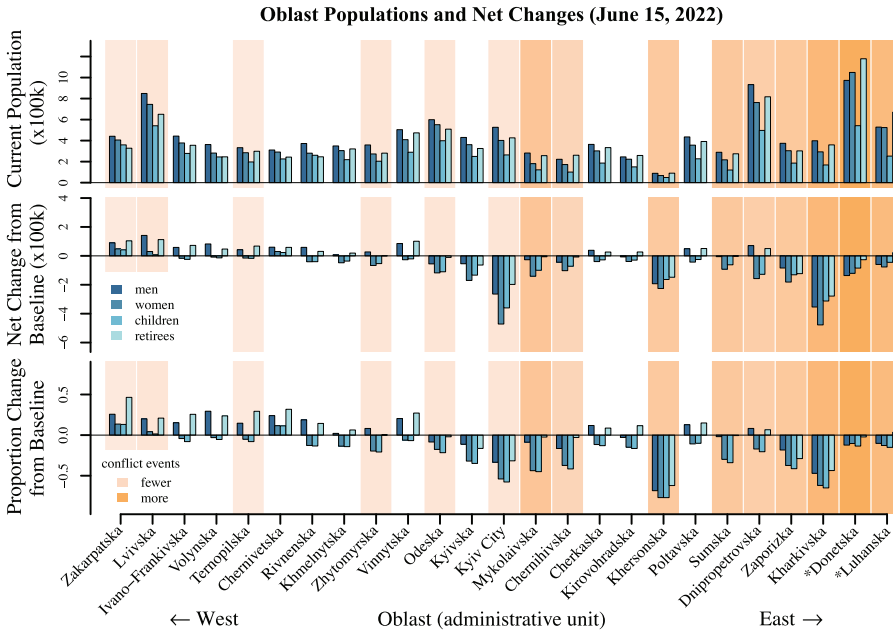 Oblast Populations and Net Changes (June 15, 2022)
Current Population
(x100k)
0 2 4 6 8 10
Net Change from
Baseline (x100k)
4
2
0
−2
−4
−6
men
women
children
retirees
Proportion Change
from Baseline
0.5
0.0
−0.5
conflict events
fewer
more
Zakarpatska
Lvivska
Ivano−Frankivska
Volynska
Ternopilska
Chernivetska
Rivnenska
Khmelnytska
Zhytomyrska
Vinnytska
Odeska
Kyivska
Kyiv City
Mykolaivska
Chernihivska
Cherkaska
Kirovohradska
Khersonska
Poltavska
Sumska
Dnipropetrovska
Zaporizka
Kharkivska
*Donetska
*Luhanska
← West
Oblast (administrative unit)
East →